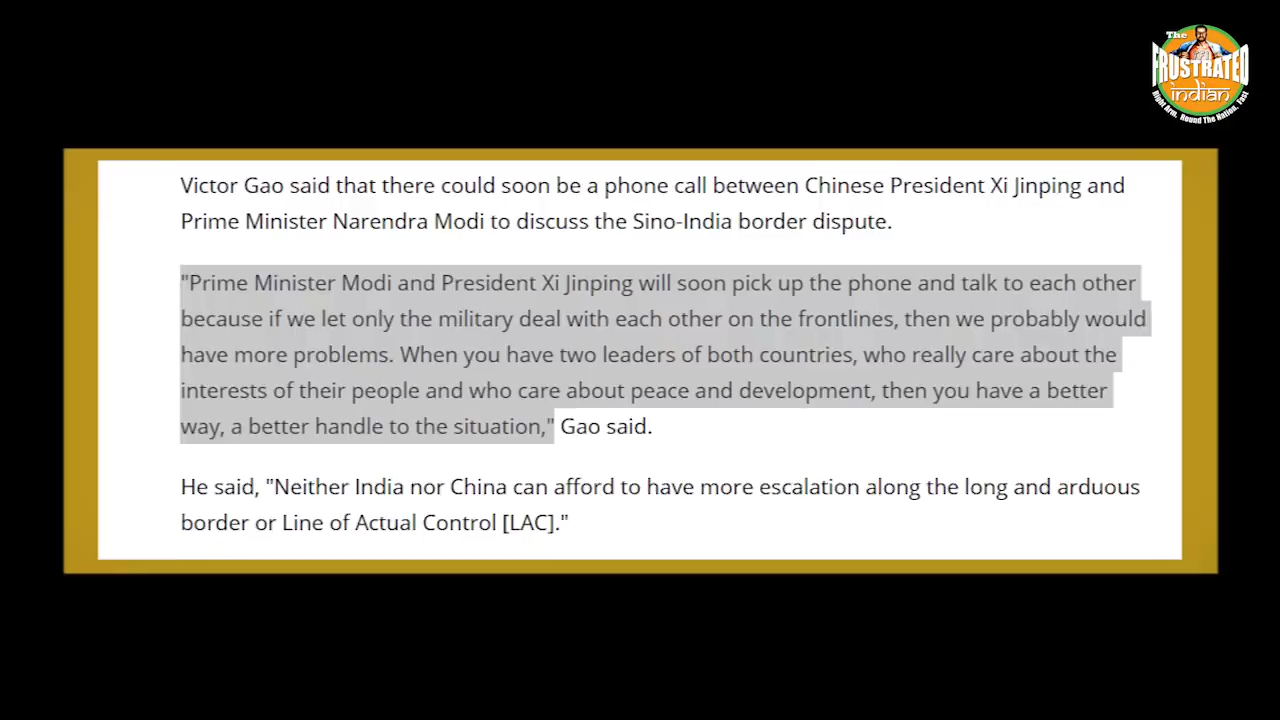 The
FRUSTRATED
indian
Right Arm, Round The Nation, Fast
Victor Gao said that there could soon be a phone call between Chinese President Xi Jinping and
Prime Minister Narendra Modi to discuss the Sino-India border dispute.
"Prime Minister Modi and President Xi Jinping will soon pick up the phone and talk to each other
because if we let only the military deal with each other on the frontlines, then we probably would
have more problems. When you have two leaders of both countries, who really care about the
interests of their people and who care about peace and development, then you have a better
way, a better handle to the situation," Gao said.
He said, "Neither India nor China can afford to have more escalation along the long and arduous
border or Line of Actual Control [LAC]."